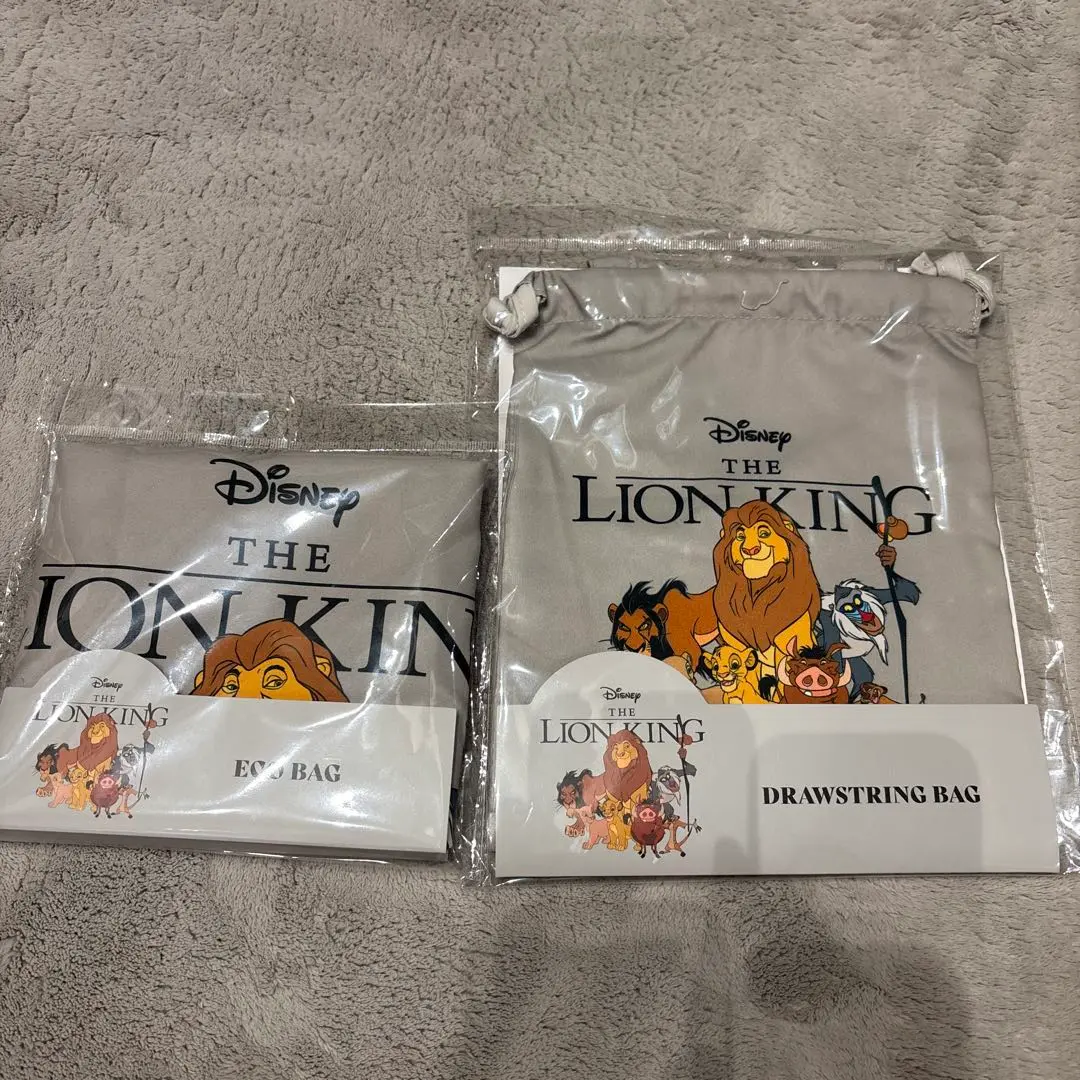 Disney
THE
LION KIN
Disney
THE
LION KING
ECO BAG
Disney
THE
LION KING
Disney
THE
LION KING
DRAWSTRING BAG